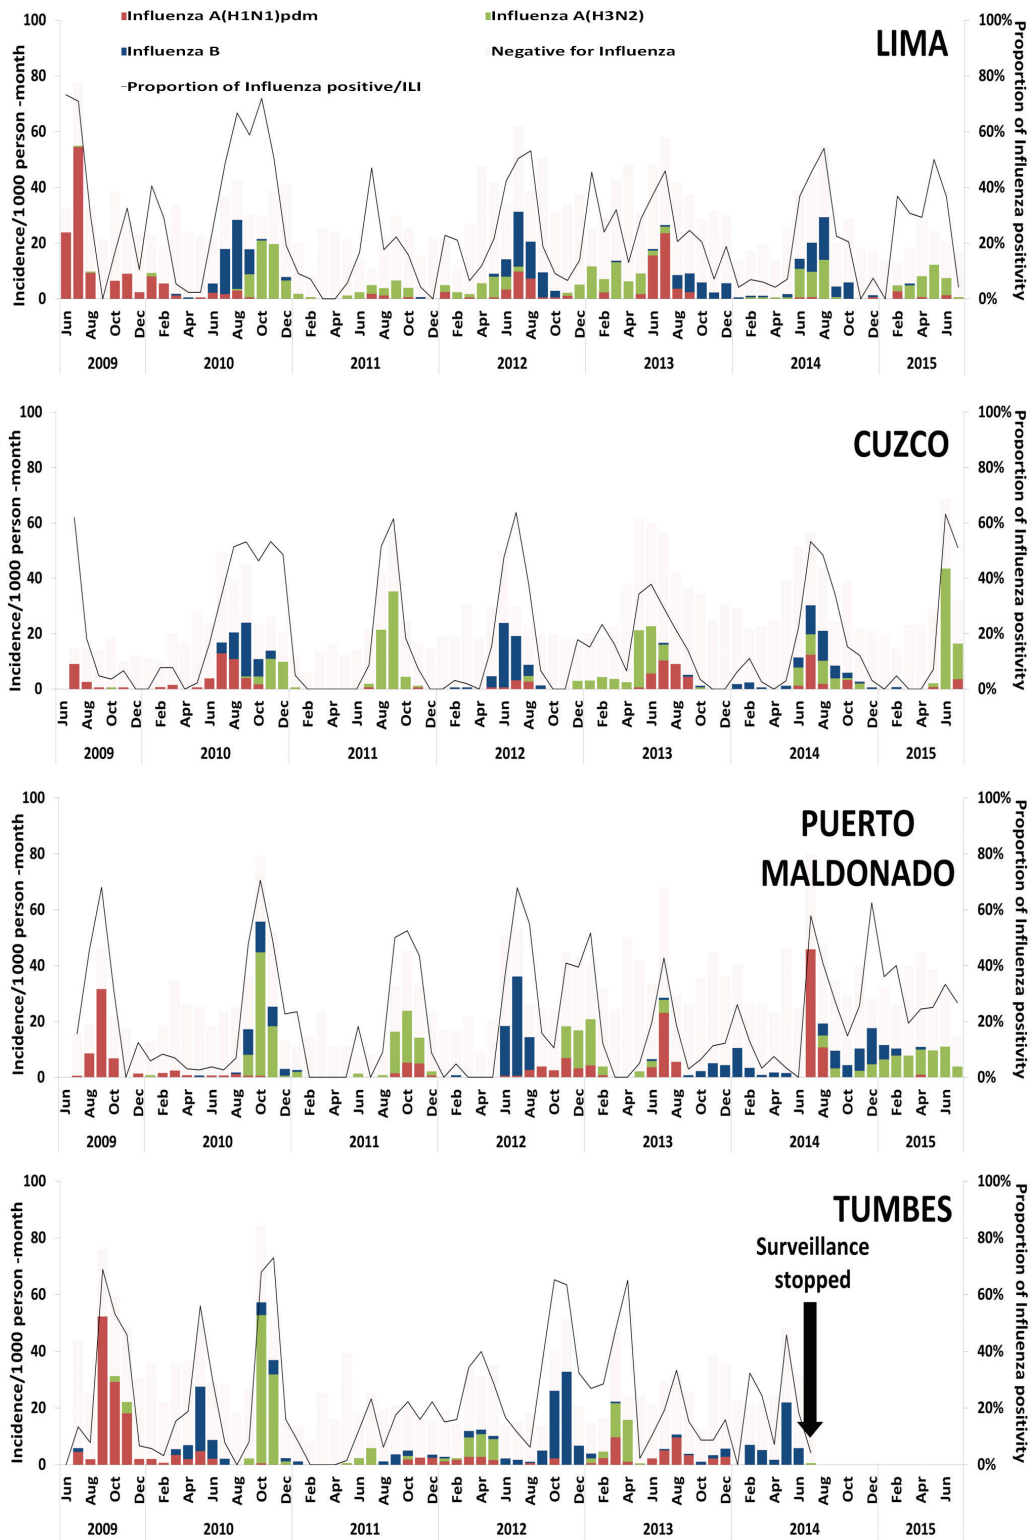 Influenza A(H1N1)pdm Influenza A(H3N2)
Influenza B Negative for Influenza
Proportion of Influenza positive/ILI
LIMA
Incidence/1000 person -month
100
80
60
40
20
0
Proportion of Influenza positivity
100%
80%
60%
40%
20%
0%
Jun Aug Oct Dec Feb Apr Jun Aug Oct Dec Feb Apr Jun Aug Oct Dec Feb Apr Jun Aug Oct Dec Feb Apr Jun Aug Oct Dec Feb Apr Jun Aug Oct Dec Feb Apr Jun
2009 2010 2011 2012 2013 2014 2015
CUZCO
Incidence/1000 person -month
100
80
60
40
20
0
Proportion of Influenza positivity
100%
80%
60%
40%
20%
0%
Jun Aug Oct Dec Feb Apr Jun Aug Oct Dec Feb Apr Jun Aug Oct Dec Feb Apr Jun Aug Oct Dec Feb Apr Jun Aug Oct Dec Feb Apr Jun Aug Oct Dec Feb Apr Jun
2009 2010 2011 2012 2013 2014 2015
PUERTO
MALDONADO
Incidence/1000 person -month
100
80
60
40
20
0
Proportion of Influenza positivity
100%
80%
60%
40%
20%
0%
Jun Aug Oct Dec Feb Apr Jun Aug Oct Dec Feb Apr Jun Aug Oct Dec Feb Apr Jun Aug Oct Dec Feb Apr Jun Aug Oct Dec Feb Apr Jun Aug Oct Dec Feb Apr Jun
2009 2010 2011 2012 2013 2014 2015
TUMBES
Surveillance
stopped
Incidence/1000 person -month
100
80
60
40
20
0
Proportion of Influenza positivity
100%
80%
60%
40%
20%
0%
Jun Aug Oct Dec Feb Apr Jun Aug Oct Dec Feb Apr Jun Aug Oct Dec Feb Apr Jun Aug Oct Dec Feb Apr Jun Aug Oct Dec Feb Apr Jun Aug Oct Dec Feb Apr Jun
2009 2010 2011 2012 2013 2014 2015